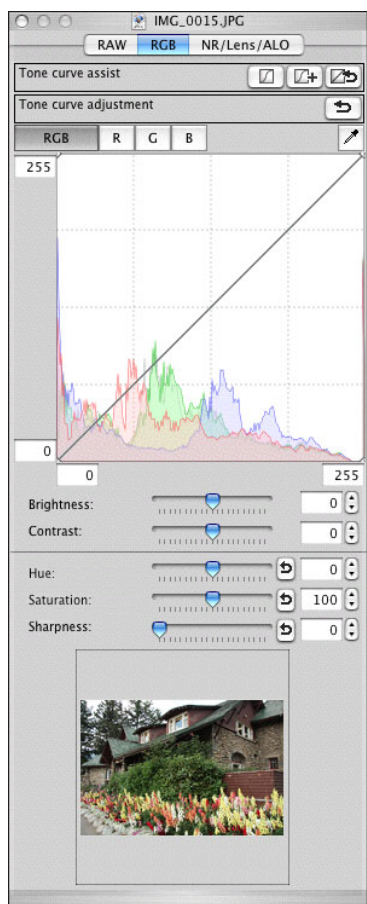 IMG_0015.JPG
RAW RGB NR/Lens/ALO
Tone curve assist
Tone curve adjustment
RGB R G B
255
0
0 255
Brightness: 0
Contrast: 0
Hue: 0
Saturation: 100
Sharpness: 0